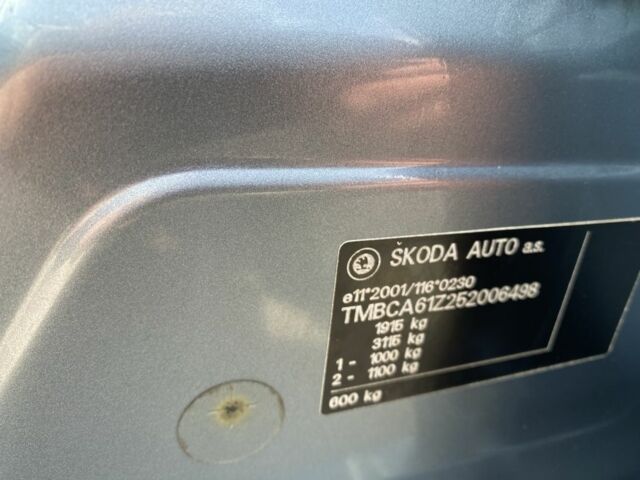 ŠKODA AUTO a.s.
e11*2001/116*0230
TMBCA61Z252006498
1915 kg
3115 kg
1 - 1000 kg
2 - 1100 kg
600 kg